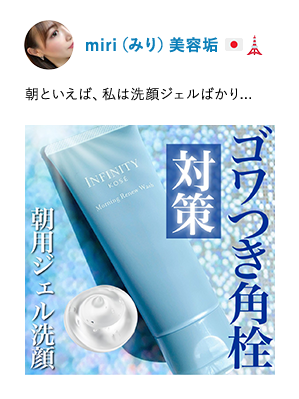 miri（みり）美容垢 🇯🇵🗼
朝といえば、私は洗顔ジェルばかり…
ゴワつき角栓
対策
INFINITY
KOSÉ
Morning Renew Wash
朝用ジェル洗顔